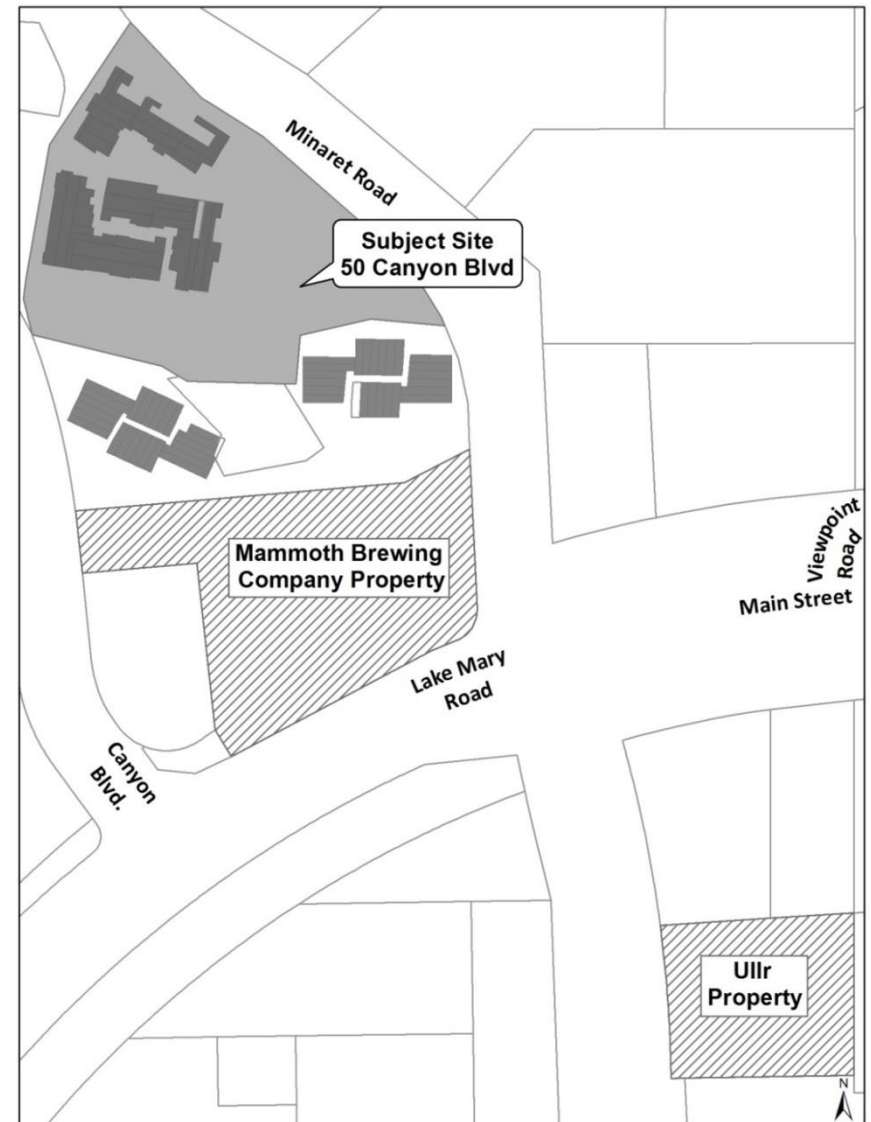 Minaret Road
Subject Site
50 Canyon Blvd
Viewpoint
Road
Mammoth Brewing
Company Property
Main Street
Lake Mary
Road
Canyon
Blvd.
Ullr
Property
N